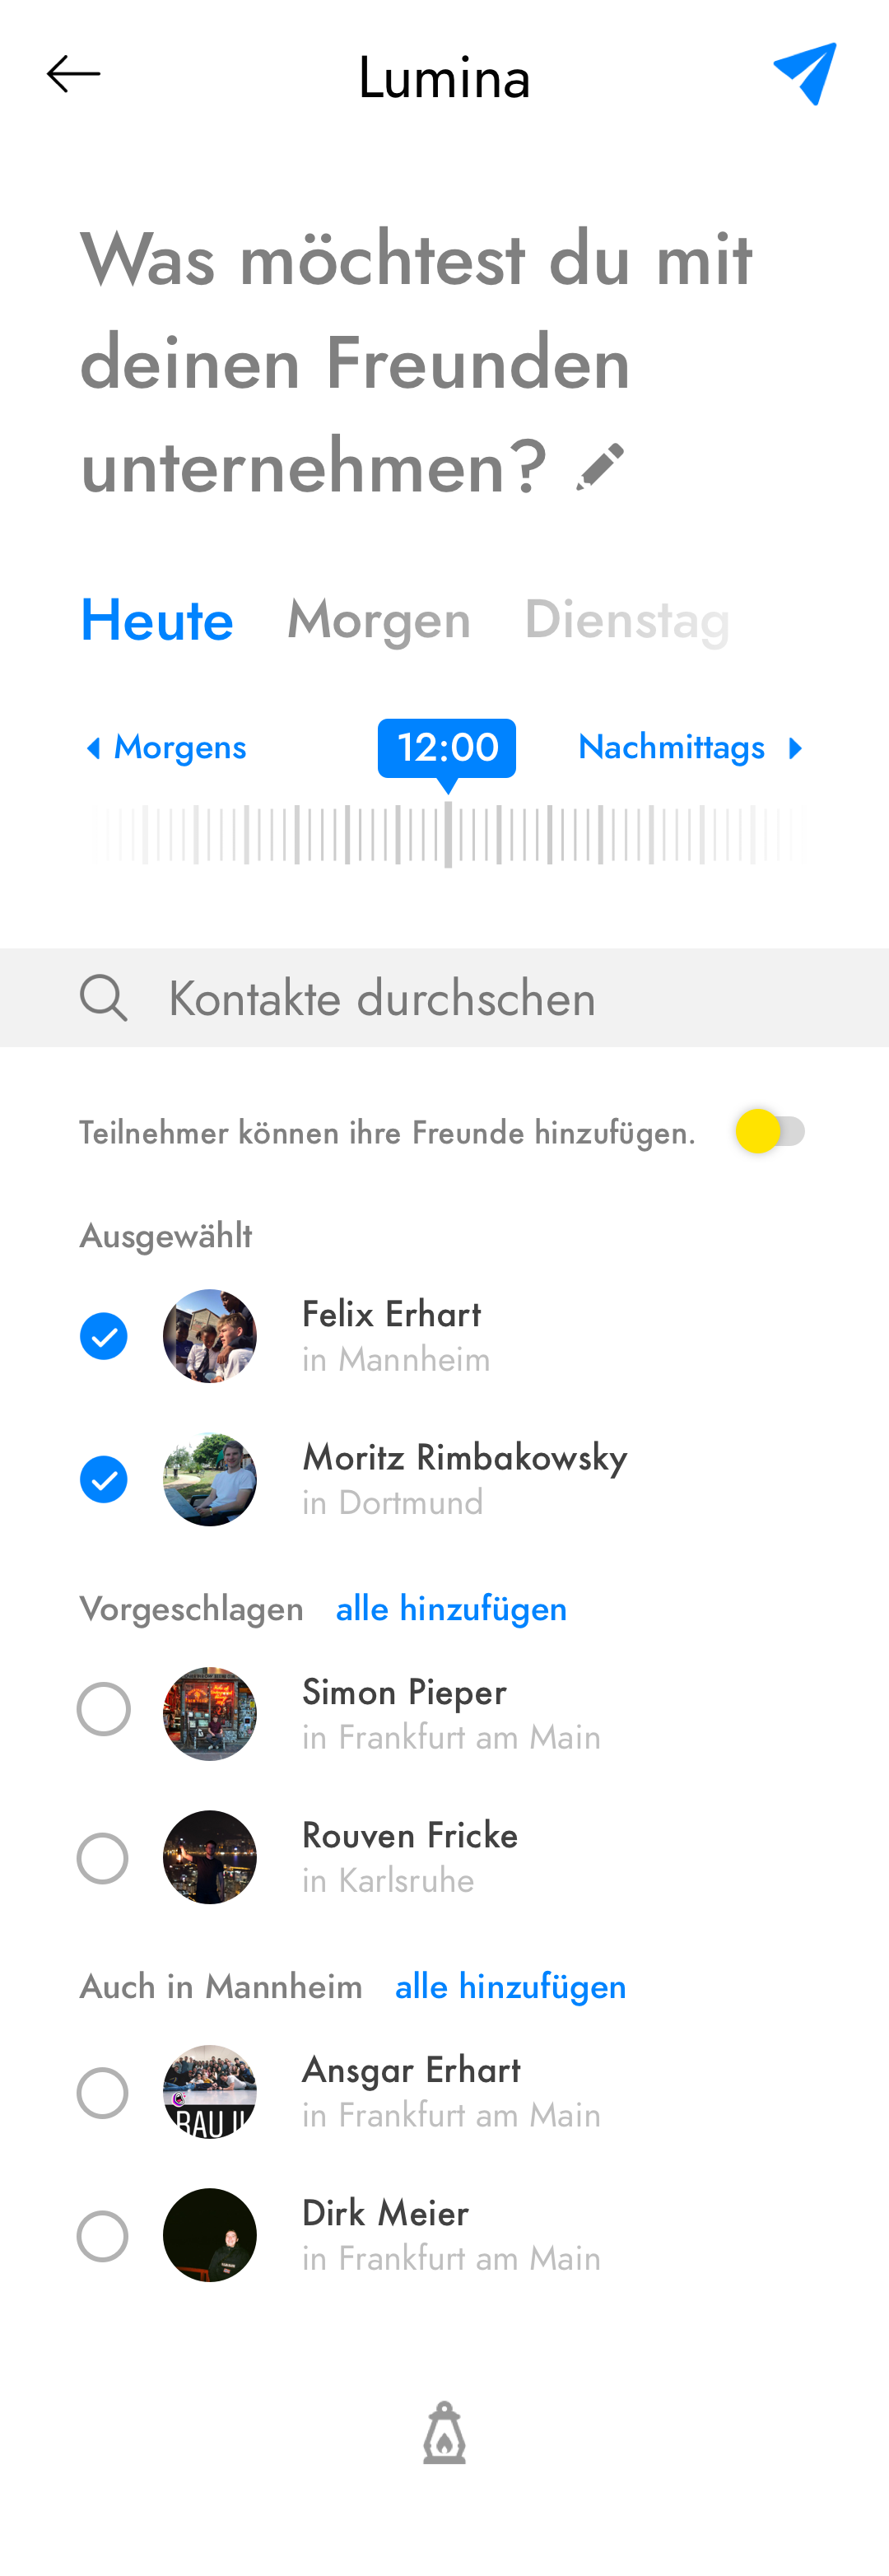 Lumina
Was möchtest du mit
deinen Freunden
unternehmen?
Heute Morgen Dienstag
Morgens 12:00 Nachmittags
Kontakte durchschen
Teilnehmer können ihre Freunde hinzufügen.
Ausgewählt
Felix Erhart
in Mannheim
Moritz Rimbakowsky
in Dortmund
Vorgeschlagen alle hinzufügen
Simon Pieper
in Frankfurt am Main
Rouven Fricke
in Karlsruhe
Auch in Mannheim alle hinzufügen
Ansgar Erhart
in Frankfurt am Main
Dirk Meier
in Frankfurt am Main